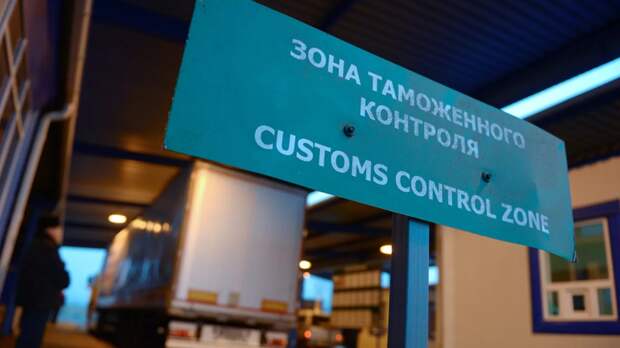 ЗОНА ТАМОЖЕННОГО
КОНТРОЛЯ
CUSTOMS CONTROL ZONE